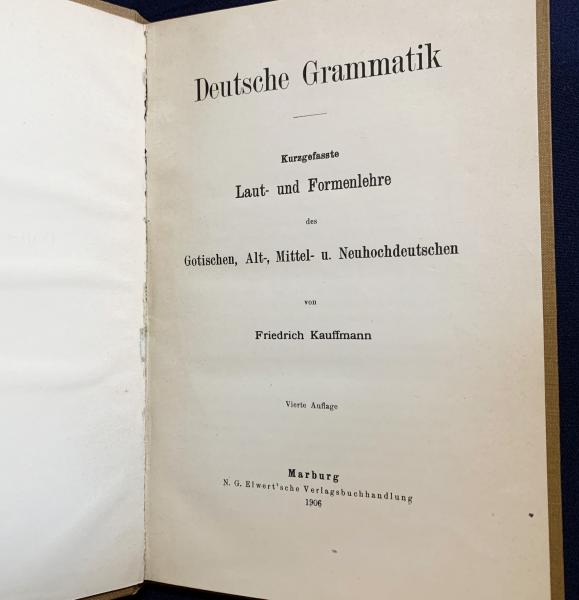 Deutsche Grammatik
Kurzgefasste
Laut- und Formenlehre
des
Gotischen, Alt-, Mittel- u. Neuhochdeutschen
von
Friedrich Kauffmann
Vierte Auflage
Marburg
N. G. Elwert'sche Verlagsbuchhandlung
1906